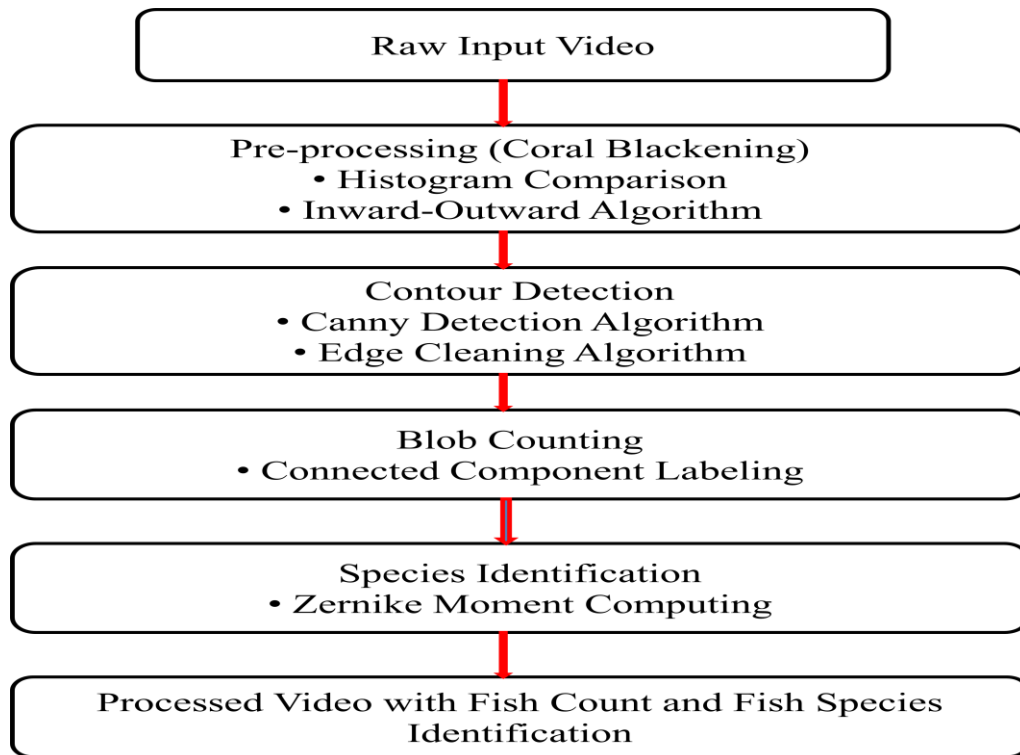 Raw Input Video
Pre-processing (Coral Blackening)
• Histogram Comparison
• Inward-Outward Algorithm
Contour Detection
• Canny Detection Algorithm
• Edge Cleaning Algorithm
Blob Counting
• Connected Component Labeling
Species Identification
• Zernike Moment Computing
Processed Video with Fish Count and Fish Species
Identification